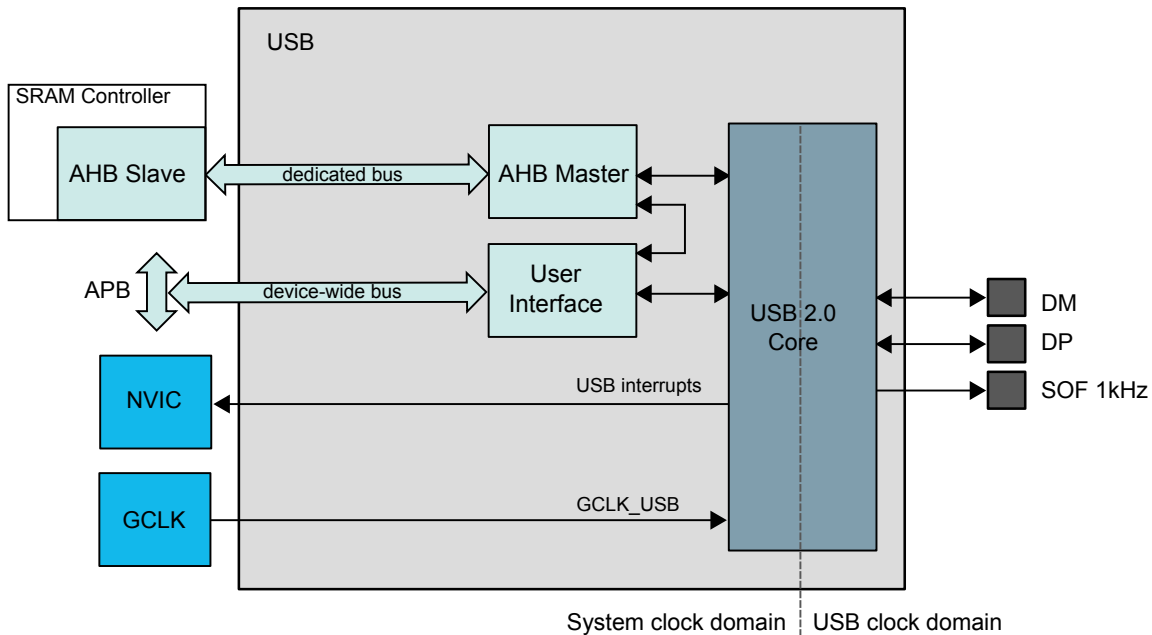 USB
SRAM Controller
AHB Slave
dedicated bus
AHB Master
APB
device-wide bus
User
Interface
USB 2.0
Core
DM
DP
SOF 1kHz
NVIC
USB interrupts
GCLK
GCLK_USB
System clock domain
USB clock domain